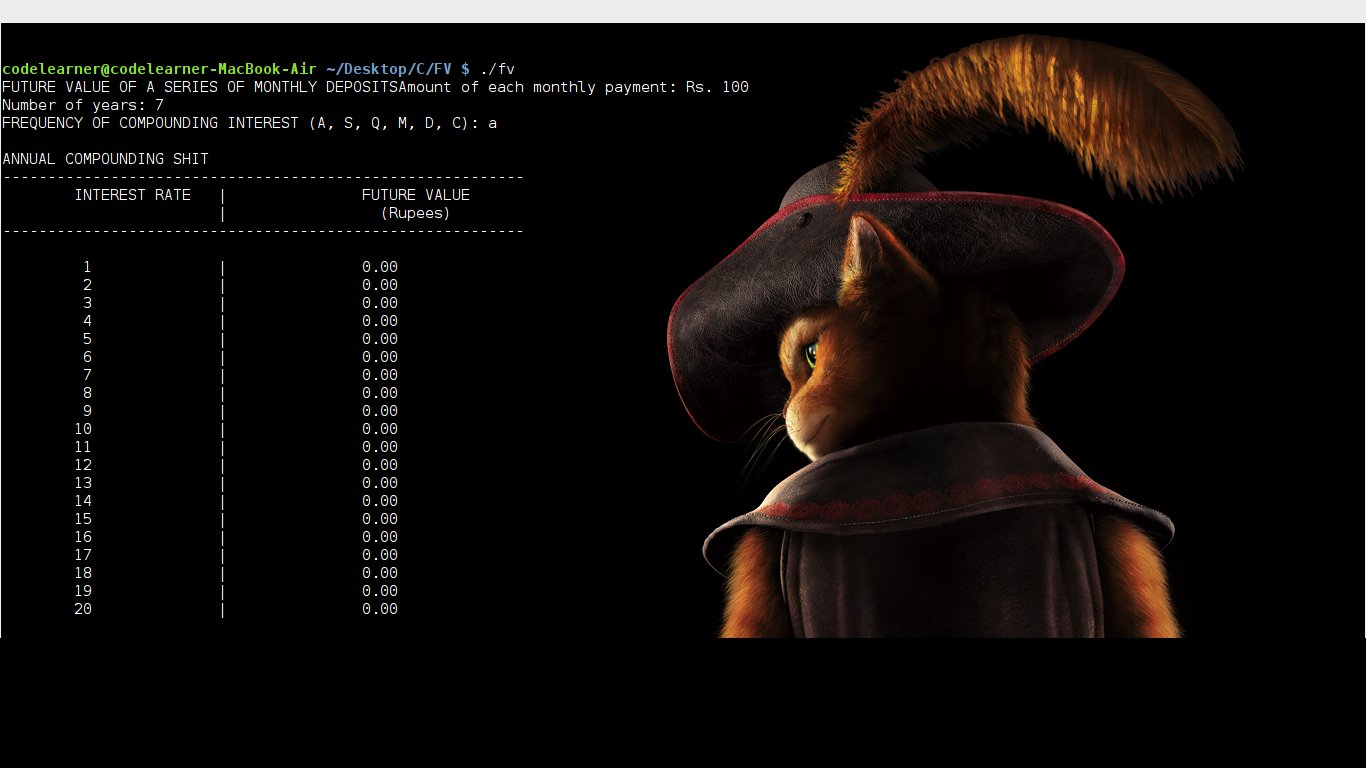 codelearner@codelearner-MacBook-Air ~/Desktop/C/FV $ ./fv
FUTURE VALUE OF A SERIES OF MONTHLY DEPOSITSAmount of each monthly payment: Rs. 100
Number of years: 7
FREQUENCY OF COMPOUNDING INTEREST (A, S, Q, M, D, C): a
ANNUAL COMPOUNDING SHIT
---------------------------------------------------------
INTEREST RATE | FUTURE VALUE
| (Rupees)
---------------------------------------------------------
1 | 0.00
2 | 0.00
3 | 0.00
4 | 0.00
5 | 0.00
6 | 0.00
7 | 0.00
8 | 0.00
9 | 0.00
10 | 0.00
11 | 0.00
12 | 0.00
13 | 0.00
14 | 0.00
15 | 0.00
16 | 0.00
17 | 0.00
18 | 0.00
19 | 0.00
20 | 0.00